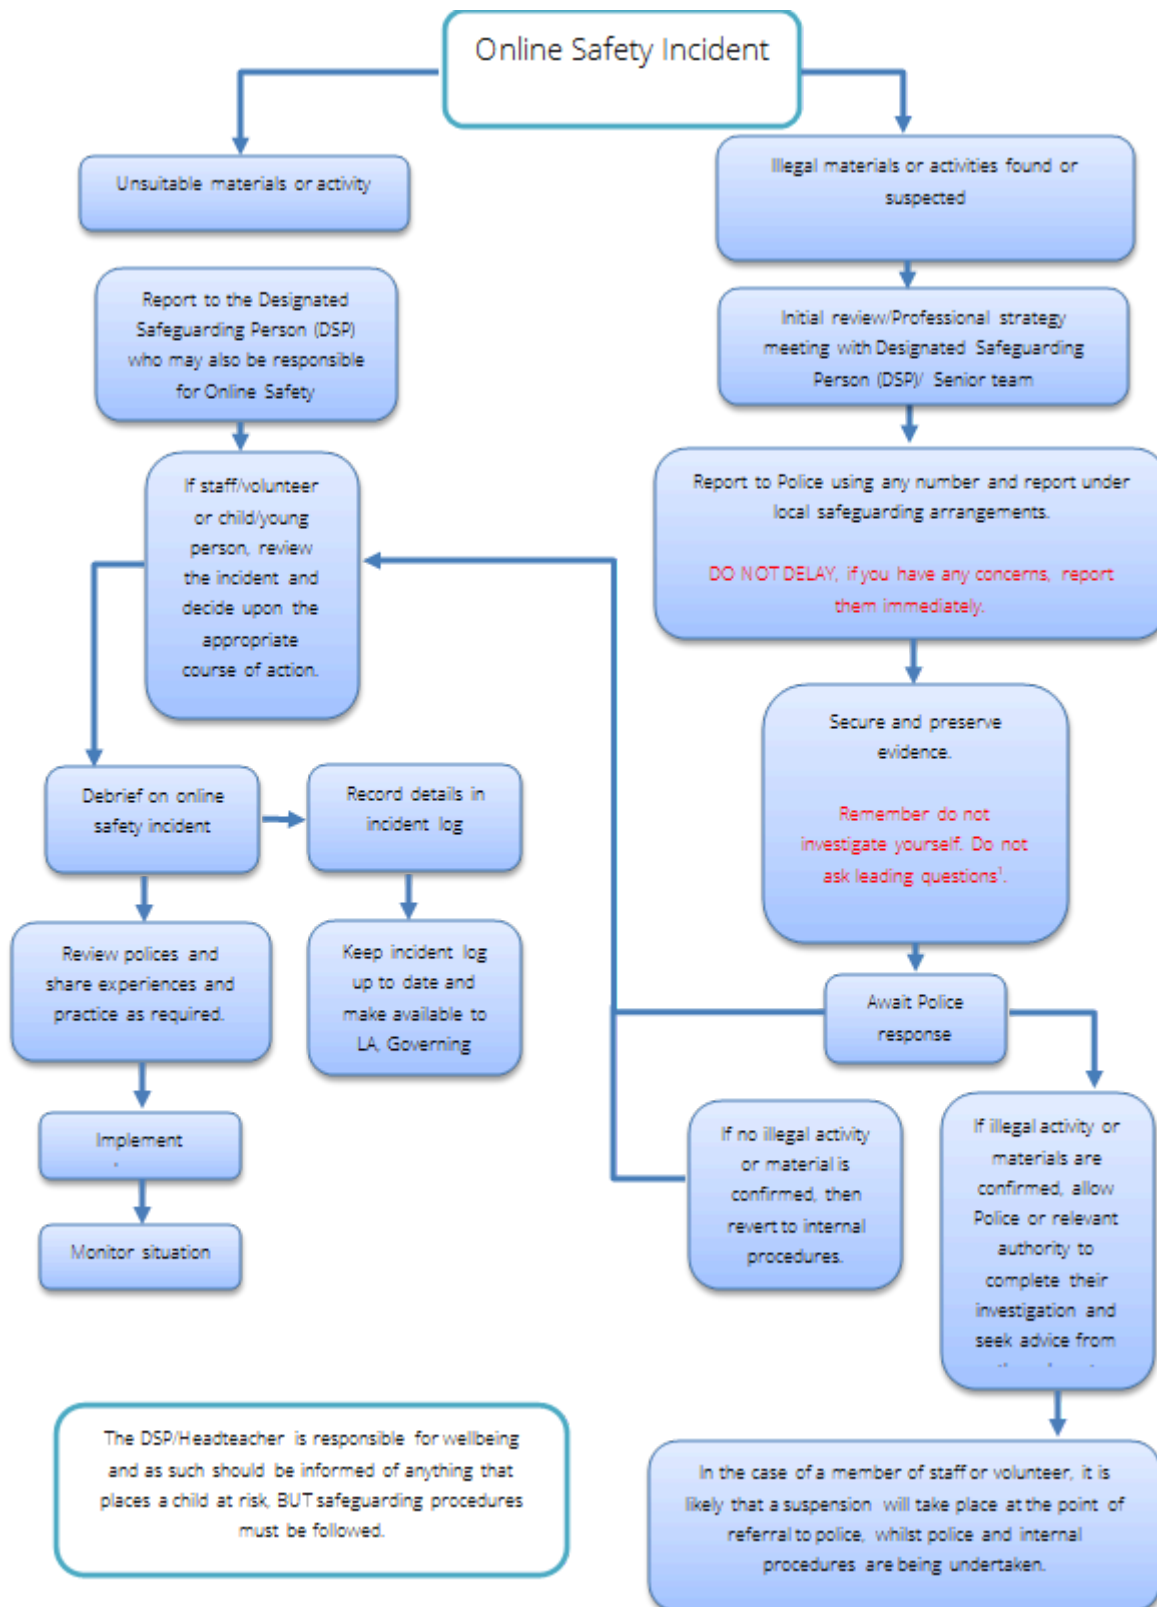 Online Safety Incident
Unsuitable materials or activity
Report to the Designated
Safeguarding Person (DSP)
who may also be responsible
for Online Safety
If staff/volunteer
or child/young
person, review
the incident and
decide upon the
appropriate
course of action.
Debrief on online
safety incident
Record details in
incident log
Review polices and
share experiences and
practice as required.
Keep incident log
up to date and
make available to
LA, Governing
Implement
Monitor situation
Illegal materials or activities found or
suspected
Initial review/Professional strategy
meeting with Designated Safeguarding
Person (DSP)/ Senior team
Report to Police using any number and report under
local safeguarding arrangements.
DO NOT DELAY, if you have any concerns, report
them immediately.
Secure and preserve
evidence.
Remember do not
investigate yourself. Do not
ask leading questions¹.
Await Police
response
If no illegal activity
or material is
confirmed, then
revert to internal
procedures.
If illegal activity or
materials are
confirmed, allow
Police or relevant
authority to
complete their
investigation and
seek advice from
In the case of a member of staff or volunteer, it is
likely that a suspension will take place at the point of
referral to police, whilst police and internal
procedures are being undertaken.
The DSP/Headteacher is responsible for wellbeing
and as such should be informed of anything that
places a child at risk, BUT safeguarding procedures
must be followed.